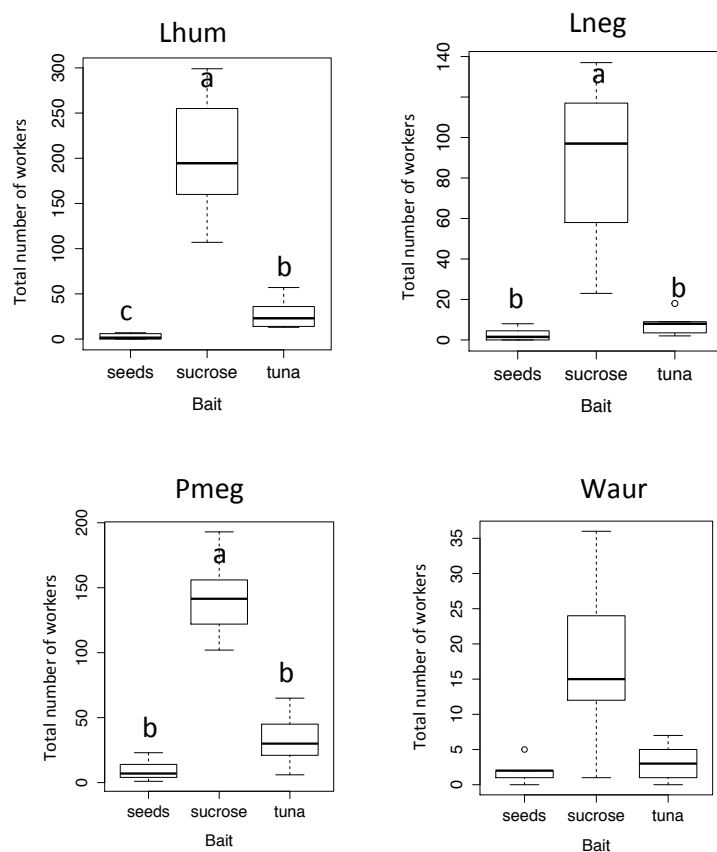 Lhum
Total number of workers
300
250
200
150
100
50
0
a
b
c
seeds sucrose tuna
Bait
Lneg
Total number of workers
140
100
80
60
40
20
0
a
b
b
seeds sucrose tuna
Bait
Pmeg
Total number of workers
200
150
100
50
0
a
b
b
seeds sucrose tuna
Bait
Waur
Total number of workers
35
30
25
20
15
10
5
0
seeds sucrose tuna
Bait